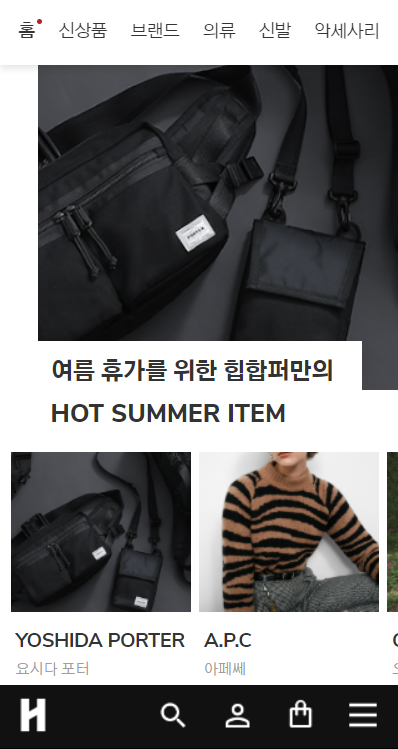 홈 신상품 브랜드 의류 신발 악세사리
PORTER
여름 휴가를 위한 힙합퍼만의
HOT SUMMER ITEM
YOSHIDA PORTER A.P.C
요시다 포터 아페쎄
H